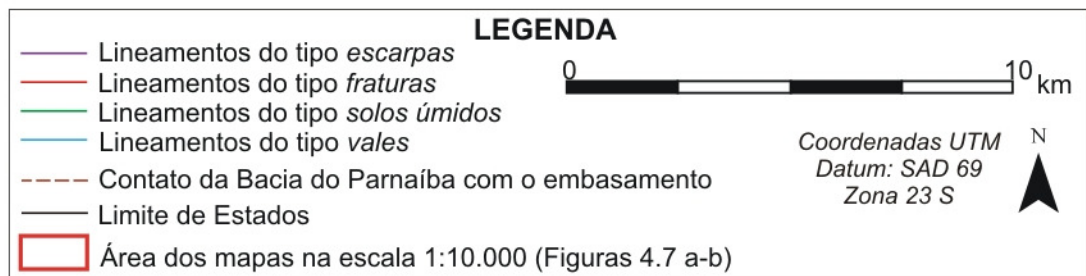 LEGENDA
Lineamentos do tipo escarpas
Lineamentos do tipo fraturas
Lineamentos do tipo solos úmidos
Lineamentos do tipo vales
Contato da Bacia do Parnaíba com o embasamento
Limite de Estados
Área dos mapas na escala 1:10.000 (Figuras 4.7 a-b)
0 10
km
Coordenadas UTM
Datum: SAD 69
Zona 23 S
N